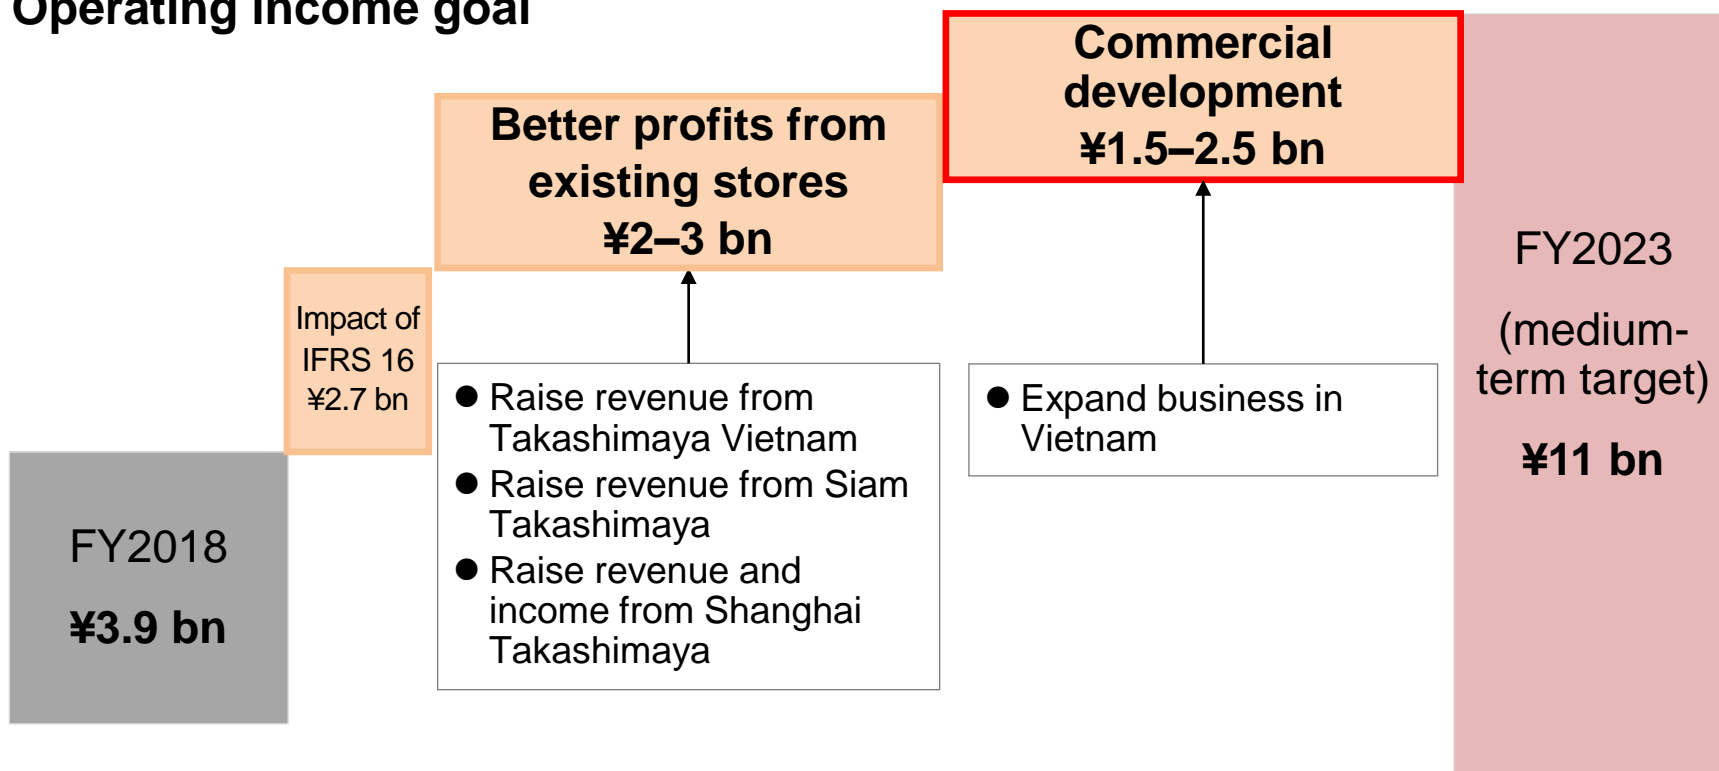 Operating income goal
Commercial
development
¥1.5–2.5 bn
Better profits from
existing stores
¥2–3 bn
Impact of
IFRS 16
¥2.7 bn
FY2018
¥3.9 bn
● Raise revenue from
Takashimaya Vietnam
● Raise revenue from Siam
Takashimaya
● Raise revenue and
income from Shanghai
Takashimaya
● Expand business in
Vietnam
FY2023
(medium-
term target)
¥11 bn